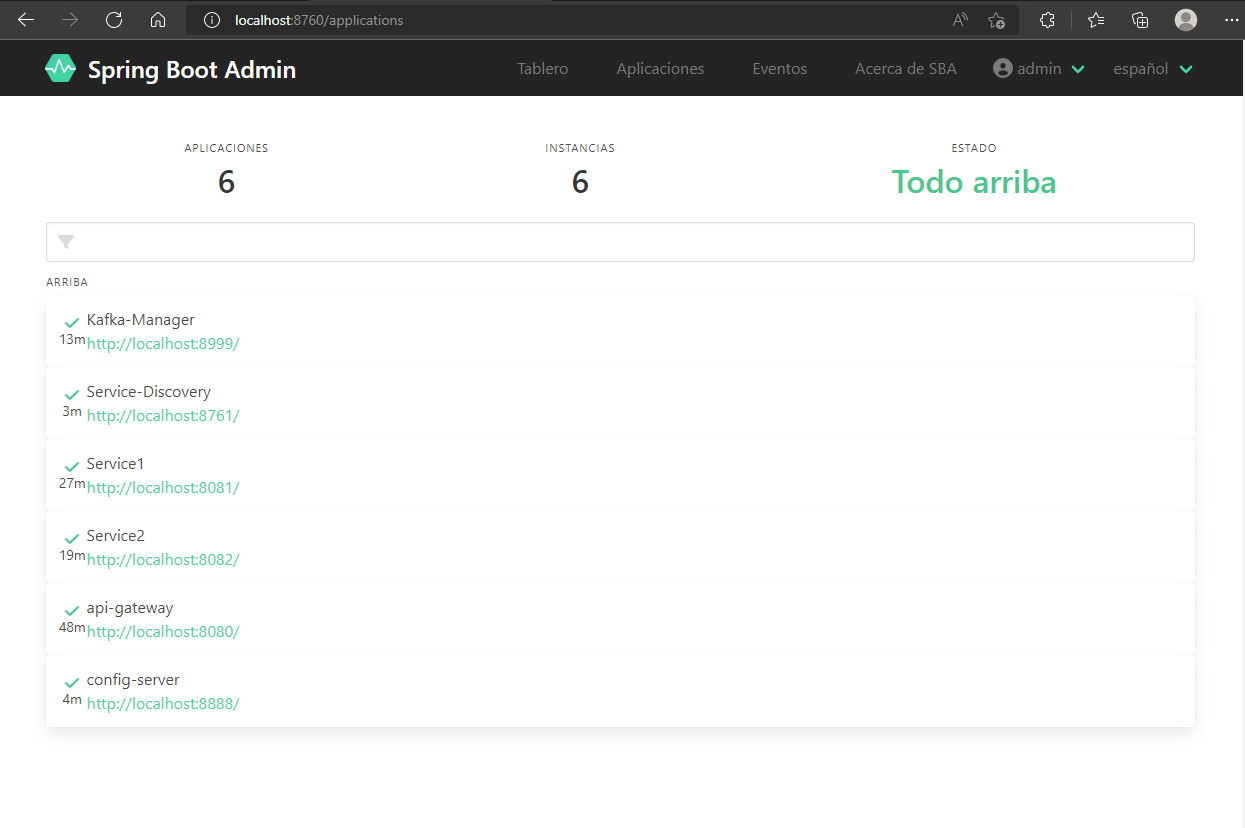 localhost:8760/applications
Spring Boot Admin
Tablero
Aplicaciones
Eventos
Acerca de SBA
admin
español
APLICACIONES
6
INSTANCIAS
6
ESTADO
Todo arriba
ARRIBA
Kafka-Manager
13m http://localhost:8999/
Service-Discovery
3m http://localhost:8761/
Service1
27m http://localhost:8081/
Service2
19m http://localhost:8082/
api-gateway
48m http://localhost:8080/
config-server
4m http://localhost:8888/